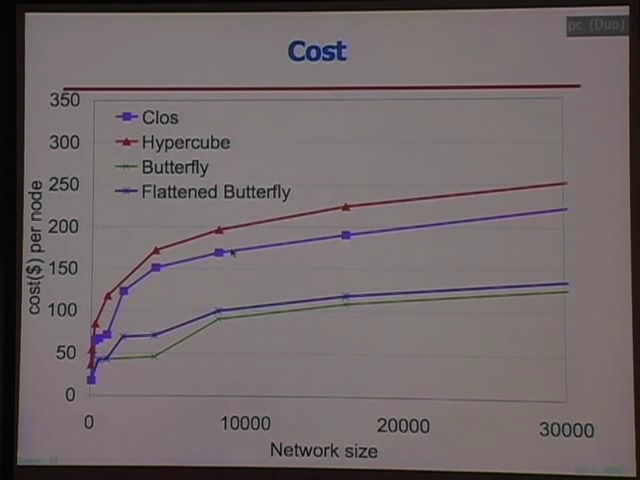 pc (Duo)
Cost
350
300
250
200
150
100
50
0
cost($) per node
Clos
Hypercube
Butterfly
Flattened Butterfly
0
10000
20000
30000
Network size